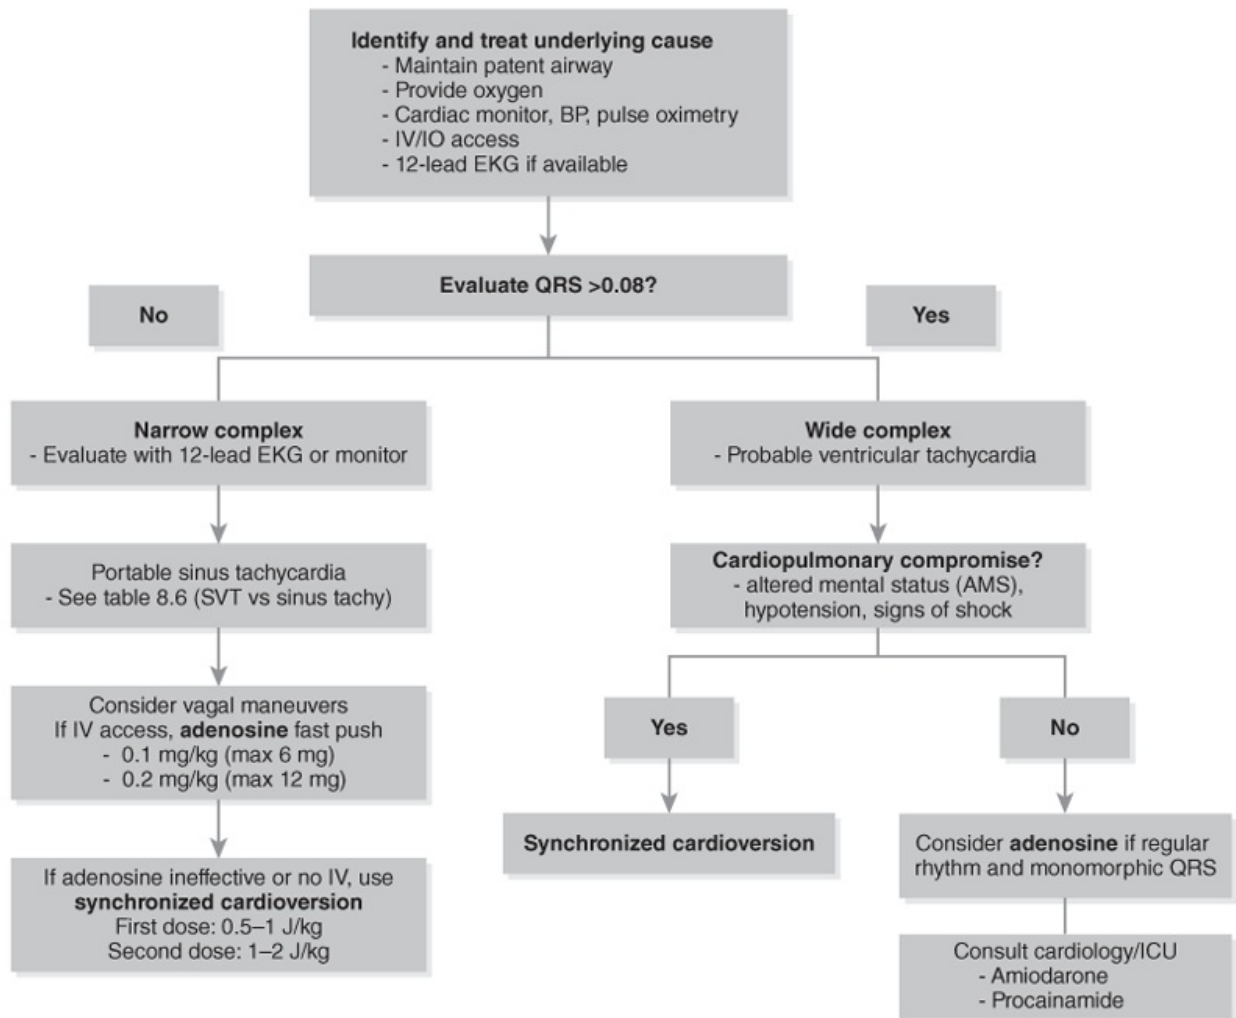 Identify and treat underlying cause
- Maintain patent airway
- Provide oxygen
- Cardiac monitor, BP, pulse oximetry
- IV/IO access
- 12-lead EKG if available
Evaluate QRS >0.08?
No
Yes
Narrow complex
- Evaluate with 12-lead EKG or monitor
Wide complex
- Probable ventricular tachycardia
Portable sinus tachycardia
- See table 8.6 (SVT vs sinus tachy)
Cardiopulmonary compromise?
- altered mental status (AMS),
hypotension, signs of shock
Consider vagal maneuvers
If IV access, adenosine fast push
- 0.1 mg/kg (max 6 mg)
- 0.2 mg/kg (max 12 mg)
Yes
No
Synchronized cardioversion
Consider adenosine if regular
rhythm and monomorphic QRS
If adenosine ineffective or no IV, use
synchronized cardioversion
First dose: 0.5–1 J/kg
Second dose: 1–2 J/kg
Consult cardiology/ICU
- Amiodarone
- Procainamide